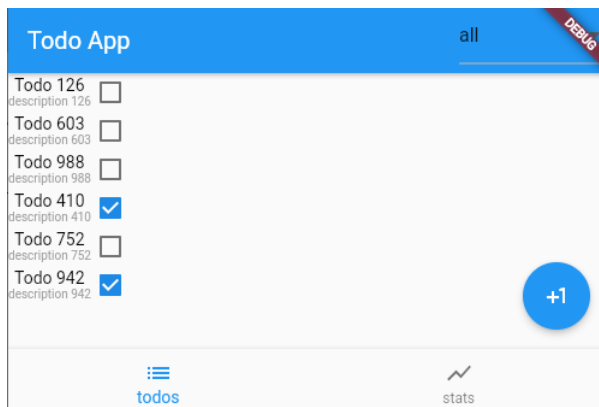 Todo App
all
DEBUG
Todo 126
description 126
Todo 603
description 603
Todo 988
description 988
Todo 410
description 410
Todo 752
description 752
Todo 942
description 942
+1
todos
stats